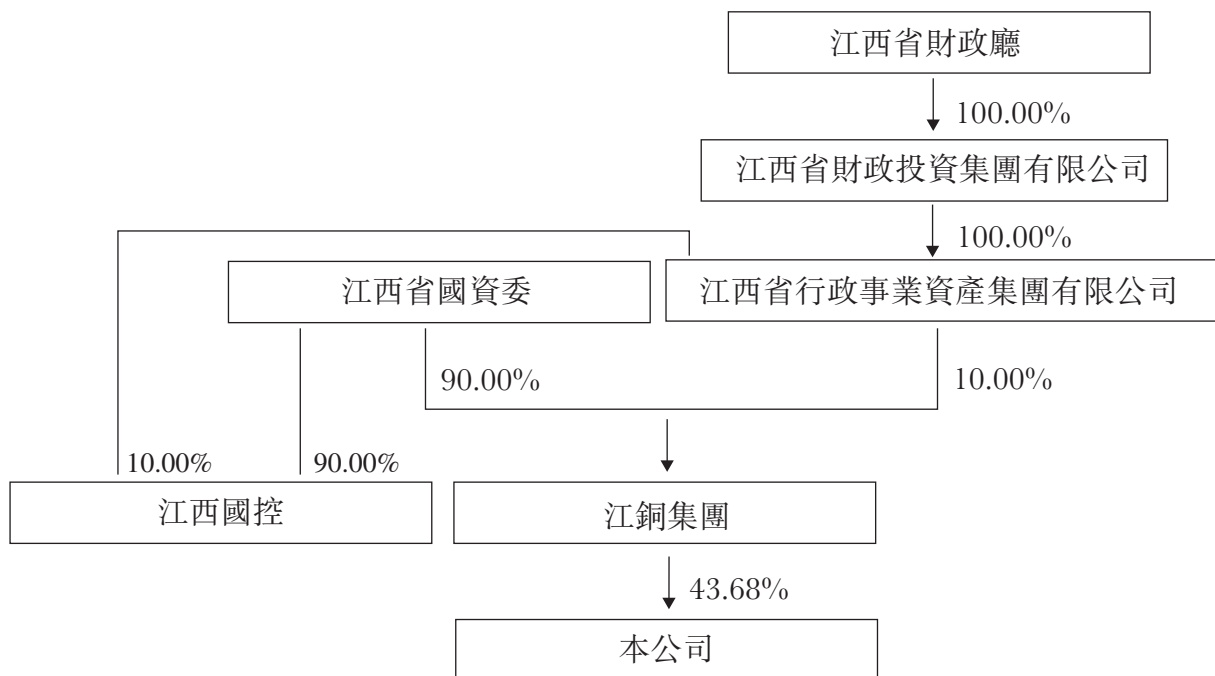 江西省財政廳
100.00%
江西省財政投資集團有限公司
100.00%
江西省國資委
江西省行政事業資產集團有限公司
90.00%
10.00%
10.00%
90.00%
江西國控
江銅集團
43.68%
本公司